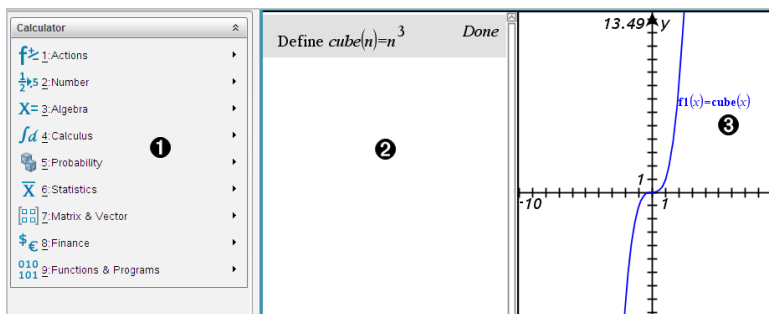 Calculator
1:Actions
2:Number
3:Algebra
4:Calculus
5:Probability
6:Statistics
7:Matrix & Vector
8:Finance
9:Functions & Programs
❶
Define cube(n)=n³ Done
❷
13.49 y
f1(x)=cube(x)
❸
1
-10 1